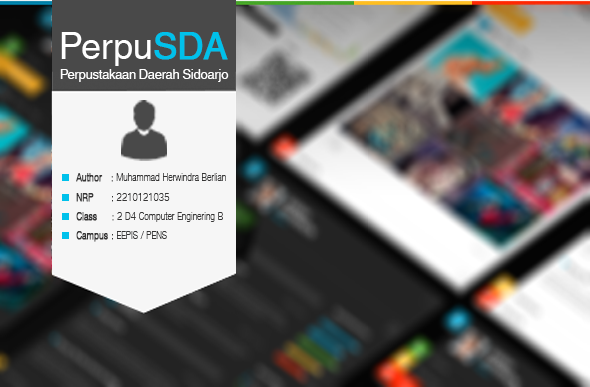 PerpuSDA
Perpustakaan Daerah Sidoarjo
Author : Muhammad Herwindra Berlian
NRP : 2210121035
Class : 2 D4 Computer Enginering B
Campus : EEPIS / PENS